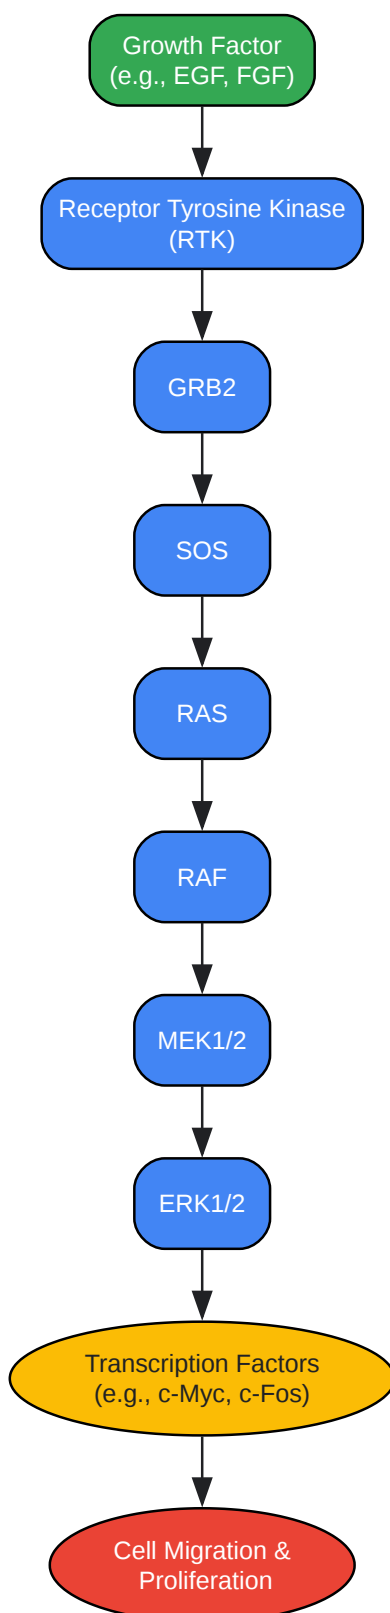 Growth Factor
(e.g., EGF, FGF)
Receptor Tyrosine Kinase
(RTK)
GRB2
SOS
RAS
RAF
MEK1/2
ERK1/2
Transcription Factors
(e.g., c-Myc, c-Fos)
Cell Migration &
Proliferation